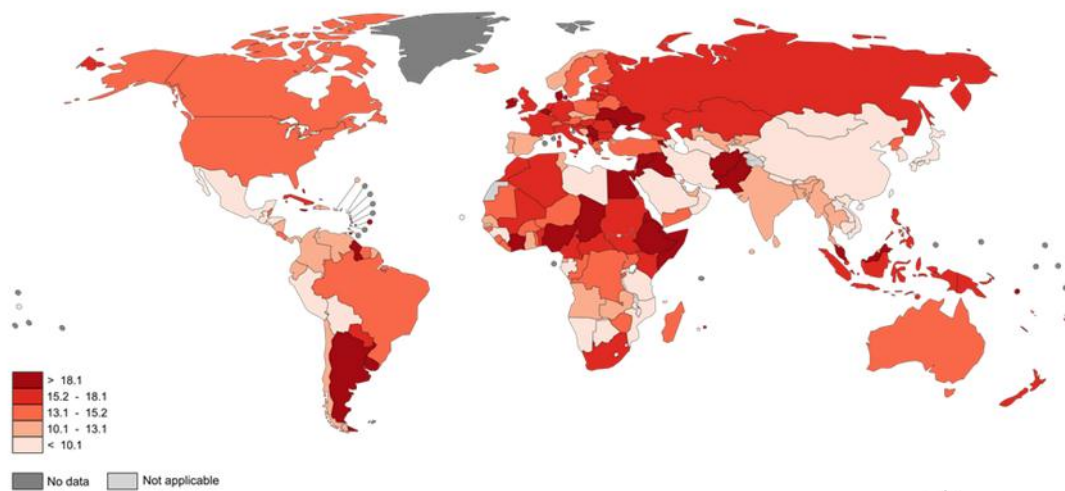 > 18.1
15.2 - 18.1
13.1 - 15.2
10.1 - 13.1
< 10.1
No data
Not applicable